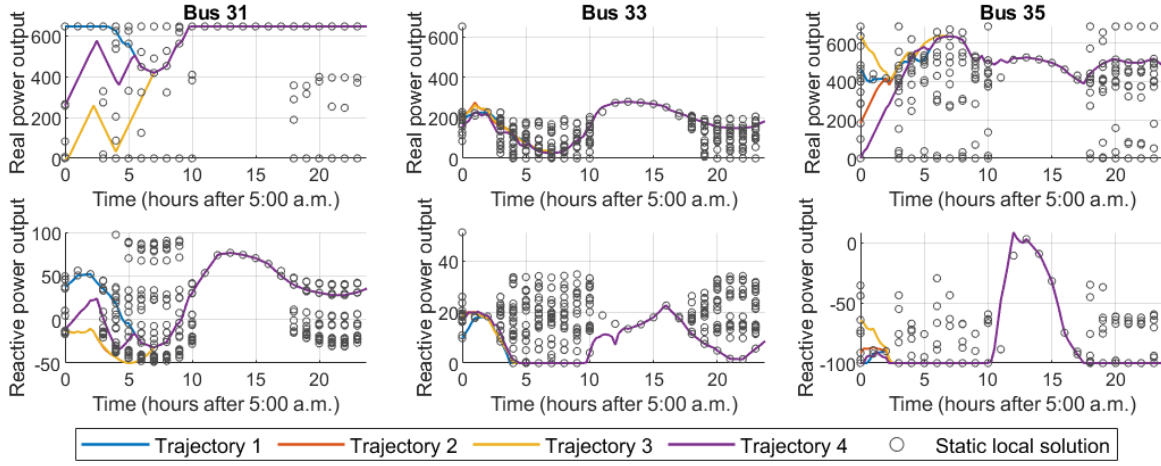 Bus 31
Bus 33
Bus 35
Real power output
600
400
200
0
0 5 10 15 20
Time (hours after 5:00 a.m.)
Real power output
600
400
200
0
0 5 10 15 20
Time (hours after 5:00 a.m.)
Real power output
600
400
200
0
0 5 10 15 20
Time (hours after 5:00 a.m.)
Reactive power output
100
50
0
-50
0 5 10 15 20
Time (hours after 5:00 a.m.)
Reactive power output
40
20
0
0 5 10 15 20
Time (hours after 5:00 a.m.)
Reactive power output
0
-50
-100
0 5 10 15 20
Time (hours after 5:00 a.m.)
Trajectory 1 Trajectory 2 Trajectory 3 Trajectory 4 Static local solution